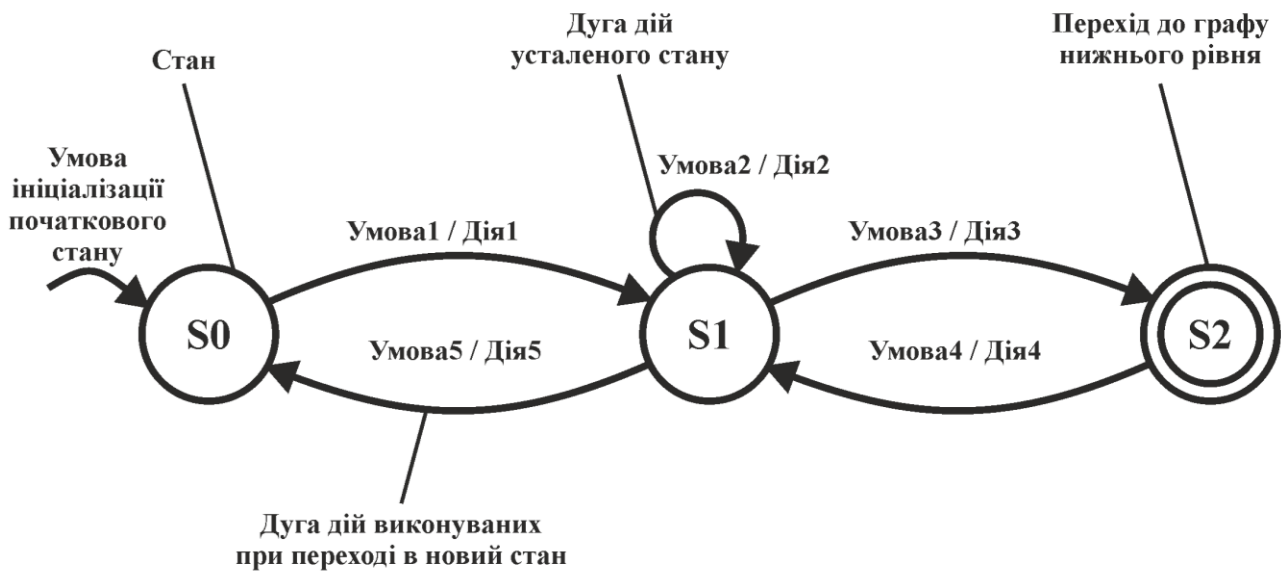 Стан
Дуга дій
усталеного стану
Перехід до графу
нижнього рівня
Умова
ініціалізації
початкового
стану
Умова2 / Дія2
Умова1 / Дія1
Умова3 / Дія3
S0
S1
S2
Умова5 / Дія5
Умова4 / Дія4
Дуга дій виконуваних
при переході в новий стан